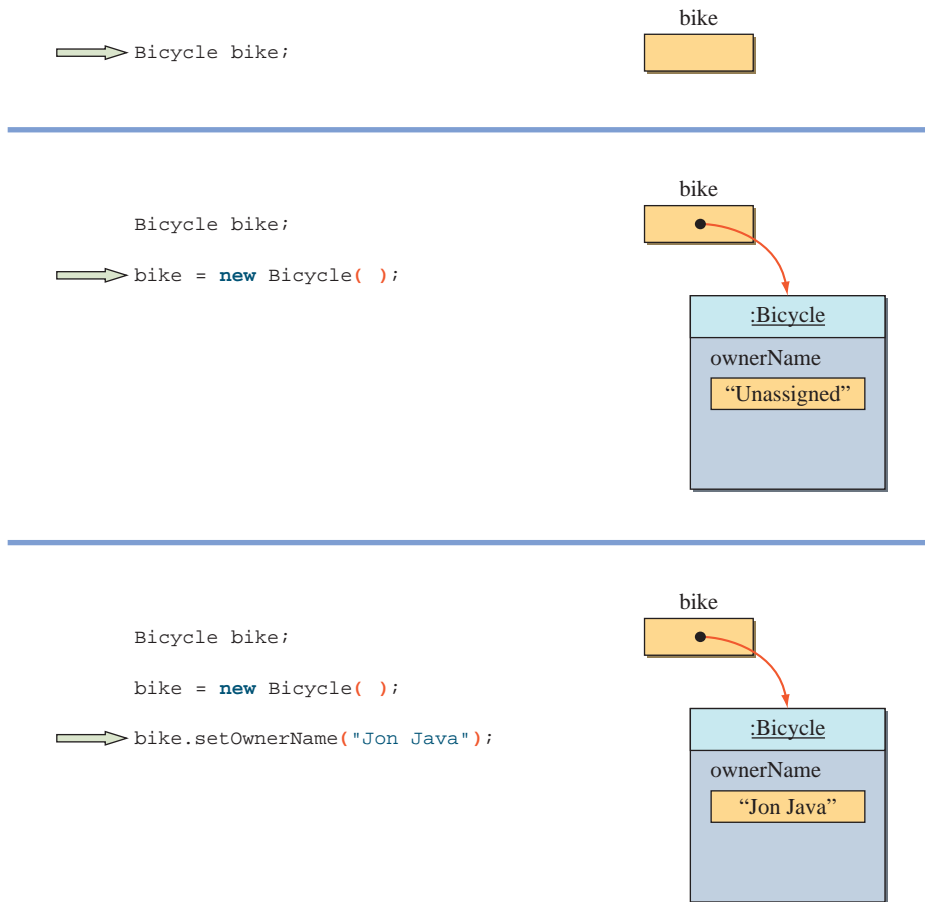 bike
Bicycle bike;
bike
Bicycle bike;
bike = new Bicycle( );
:Bicycle
ownerName
“Unassigned”
bike
Bicycle bike;
bike = new Bicycle( );
bike.setOwnerName("Jon Java");
:Bicycle
ownerName
“Jon Java”